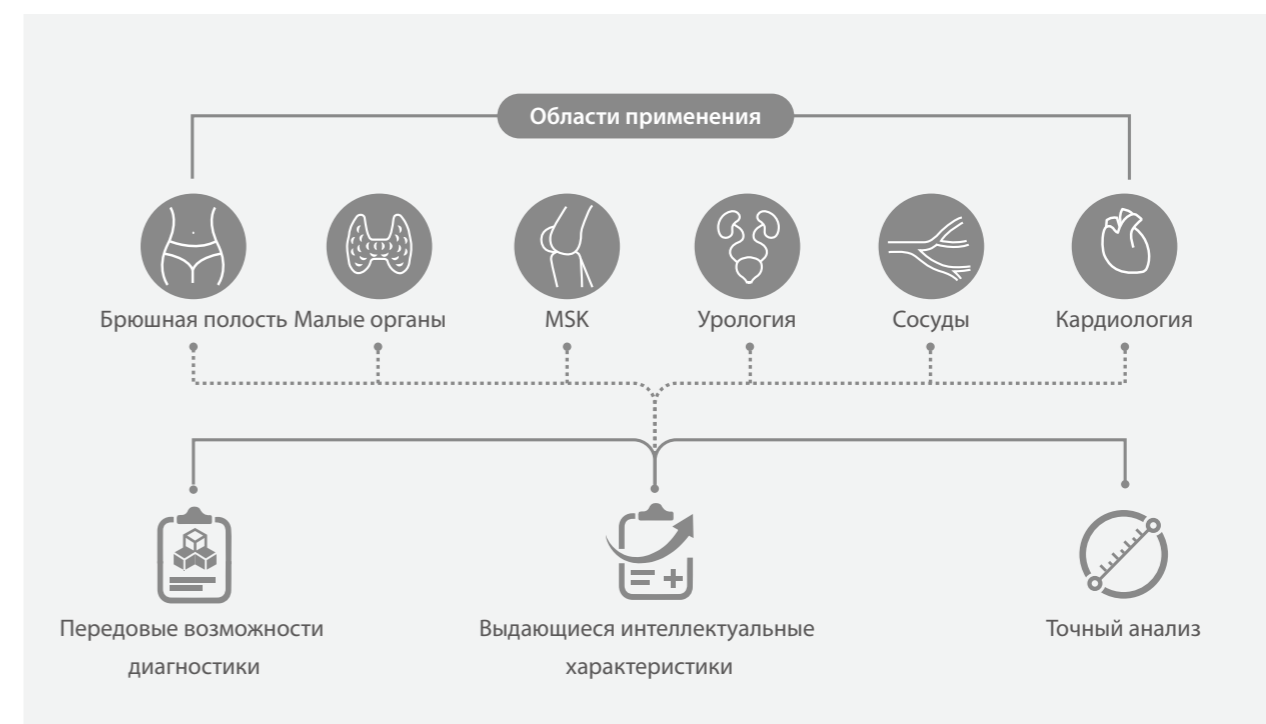 Области применения
Брюшная полость
Малые органы
MSK
Урология
Сосуды
Кардиология
Передовые возможности
диагностики
Выдающиеся интеллектуальные
характеристики
Точный анализ